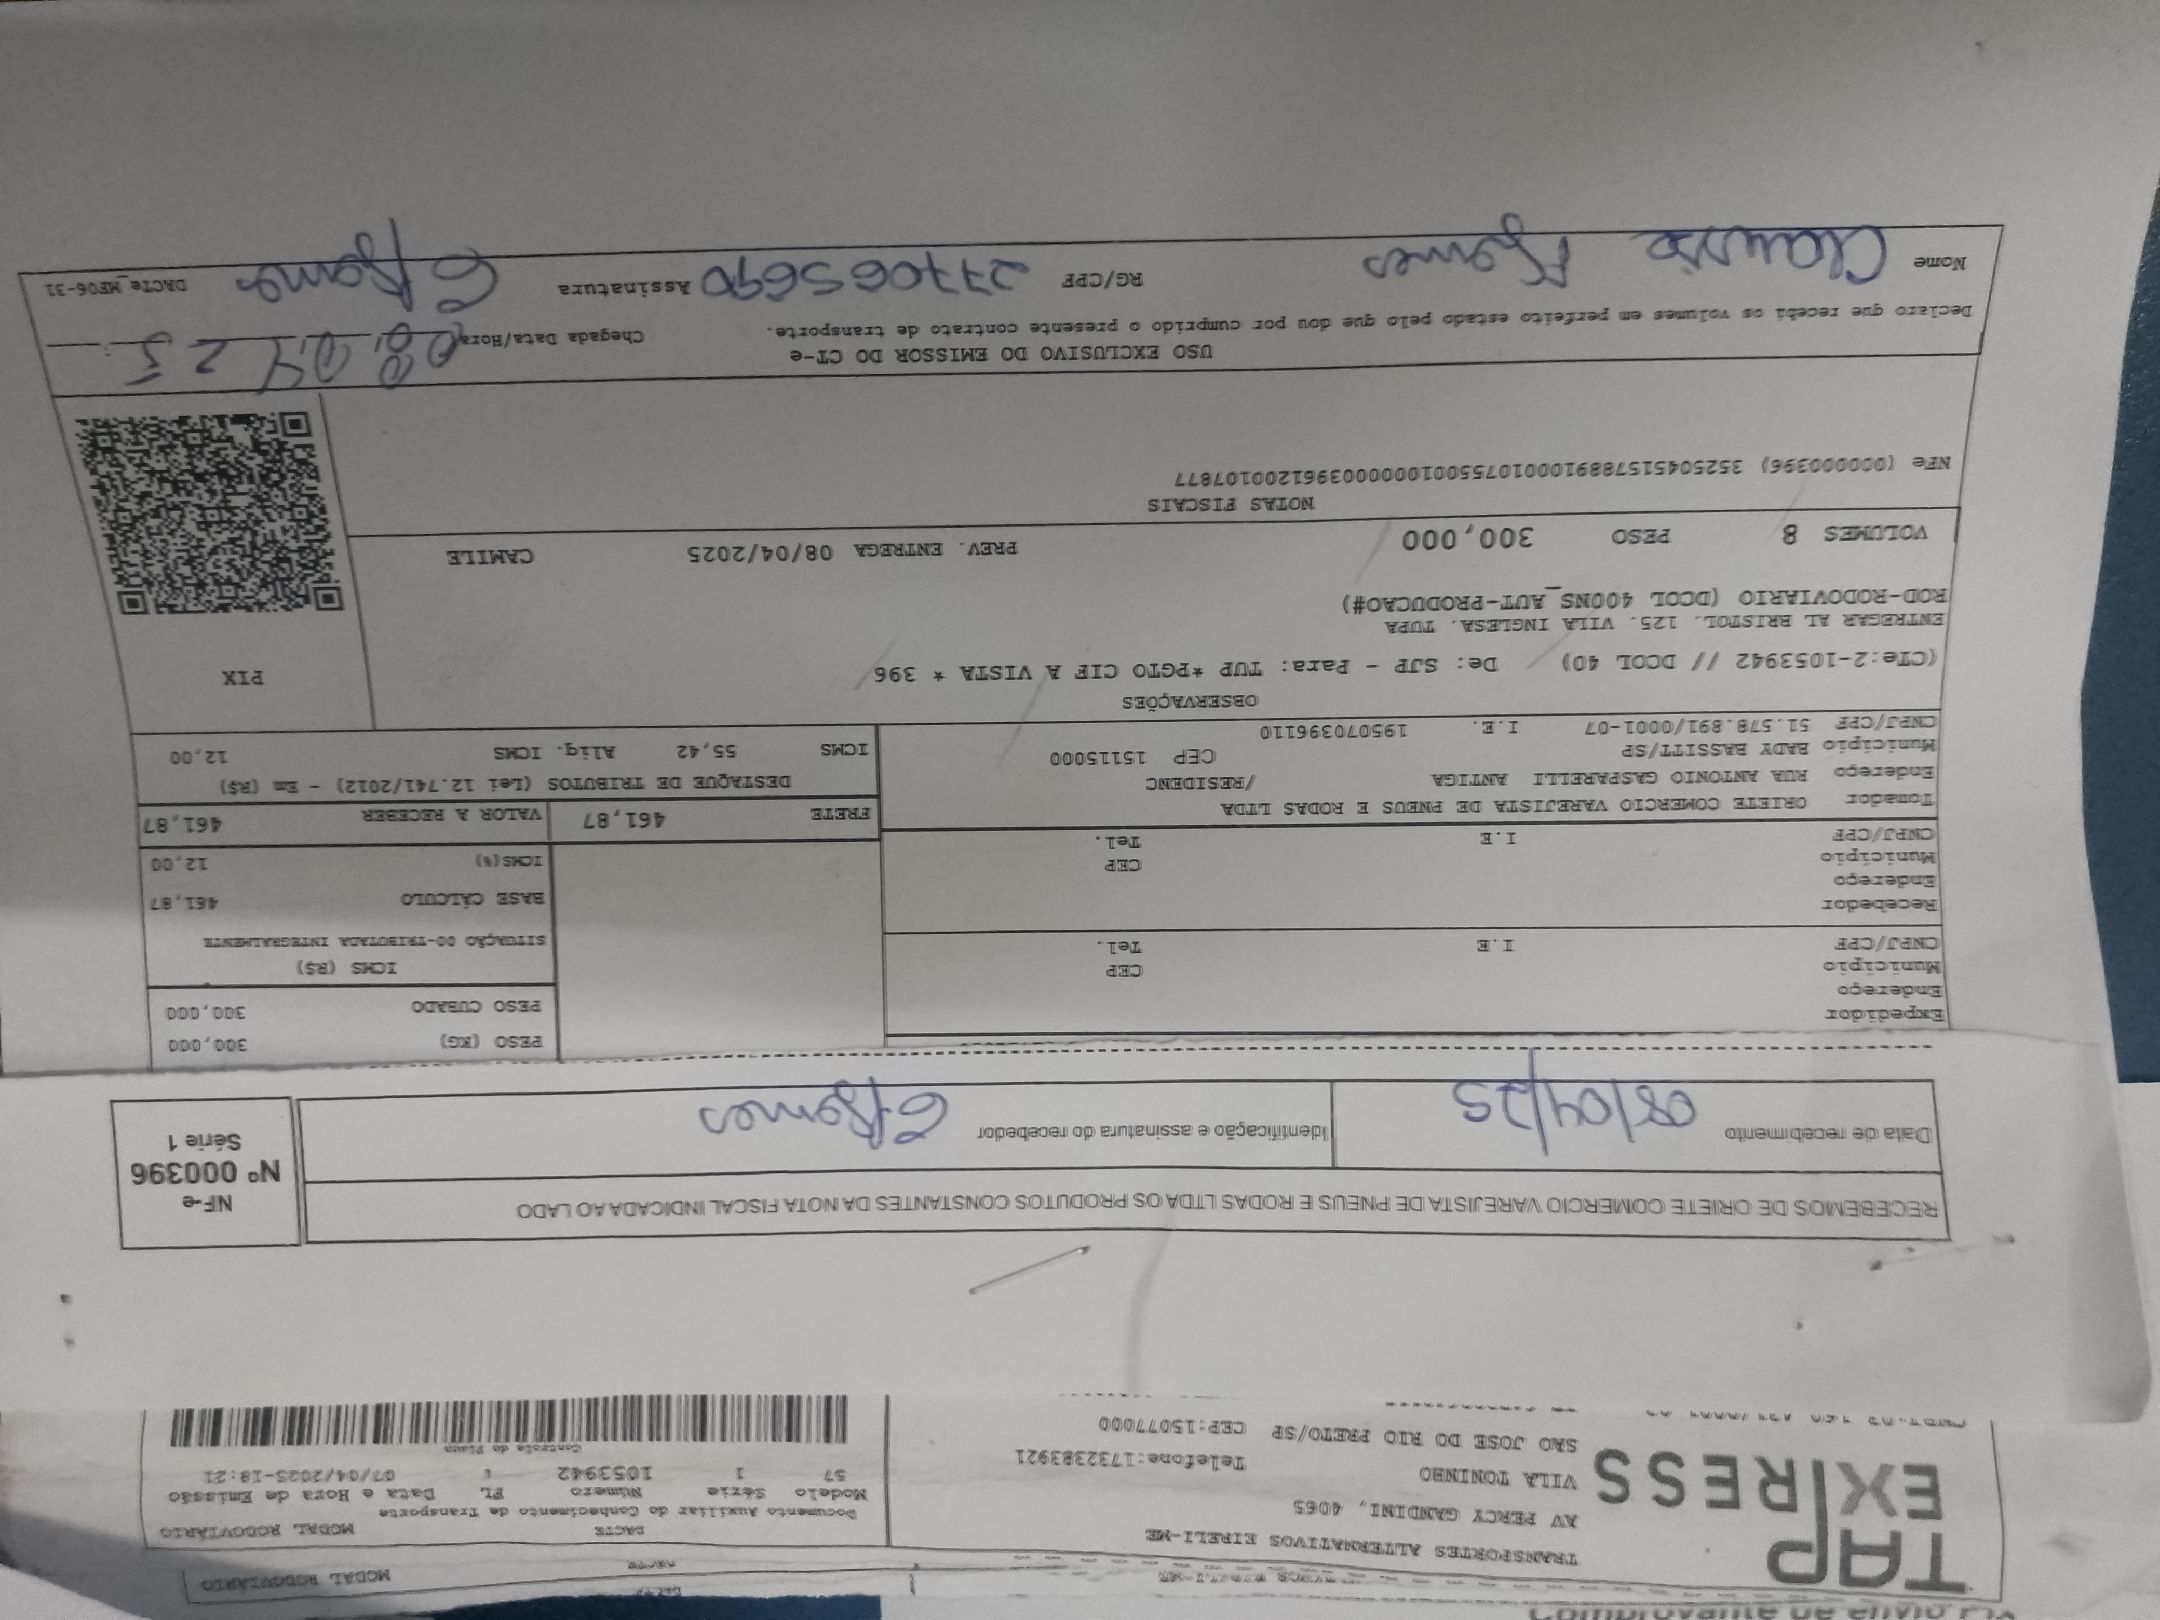 Comprovante de envio
MODAL RODOVIÁRIO
TAP
EXPRESS
TRANSPORTES ALTERNATIVOS EIRELI-ME
AV PERCY GANDINI, 4065
VILA TONINHO
Telefone:1732383921
SAO JOSE DO RIO PRETO/SP CEP:15077000
DACTE MODAL RODOVIÁRIO
Documento Auxiliar do Conhecimento de Transporte
Modelo Série Número FL Data e Hora de Emissão
57 1 1053942 07/04/2025-18:21
Controle do Fisco
RECEBEMOS DE ORIETE COMERCIO VAREJISTA DE PNEUS E RODAS LTDA OS PRODUTOS CONSTANTES DA NOTA FISCAL INDICADA AO LADO
Data de recebimento 08/04/25
Identificação e assinatura do recebedor
NF-e
Nº 000396
Série 1
PESO (KG) 300,000
PESO CUBADO 300,000
Expedidor
Endereço
Município CEP
CNPJ/CPF I.E Tel.
Recebedor
Endereço
Município CEP
CNPJ/CPF I.E Tel.
ICMS (R$)
SITUAÇÃO 00-TRIBUTADA INTEGRALMENTE
BASE CÁLCULO 461,87
ICMS(%) 12,00
Tomador ORIETE COMERCIO VAREJISTA DE PNEUS E RODAS LTDA
Endereço RUA ANTONIO GASPARELLI ANTIGA /RESIDENC
Município BADY BASSITT/SP CEP 15115000
CNPJ/CPF 51.578.891/0001-07 I.E. 195070396110
FRETE 461,87 VALOR A RECEBER 461,87
DESTAQUE DE TRIBUTOS (Lei 12.741/2012) - Em (R$)
ICMS 55,42 Aliq. ICMS 12,00
OBSERVAÇÕES
(CTe:2-1053942 // DCOL 40) De: SJP - Para: TUP *PGTO CIF A VISTA * 396
ENTREGAR AL BRISTOL. 125. VILA INGLESA. TUPA
ROD-RODOVIARIO (DCOL 400NS_AUT-PRODUCAO#)
PIX
VOLUMES 8 PESO 300,000 PREV. ENTREGA 08/04/2025 CAMILE
NOTAS FISCAIS
NFe (000000396) 35250451578891000107550010000003961200107877
USO EXCLUSIVO DO EMISSOR DO CT-e
Declaro que recebi os volumes em perfeito estado pelo que dou por cumprido o presente contrato de transporte.
Chegada Data/Hora 08 04 25 :
Nome RG/CPF 277065690 Assinatura DACTe_MF06-31